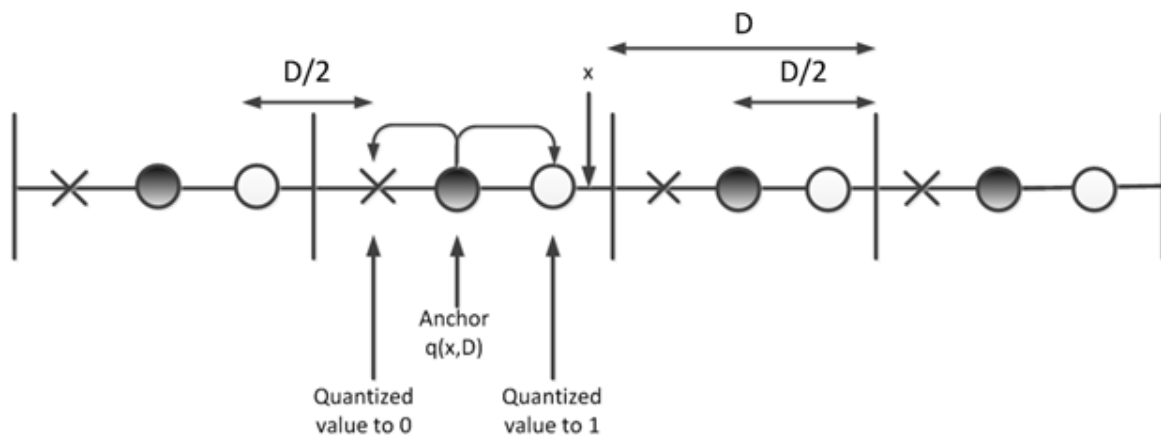 D
D/2
x
D/2
Anchor
q(x,D)
Quantized
value to 0
Quantized
value to 1